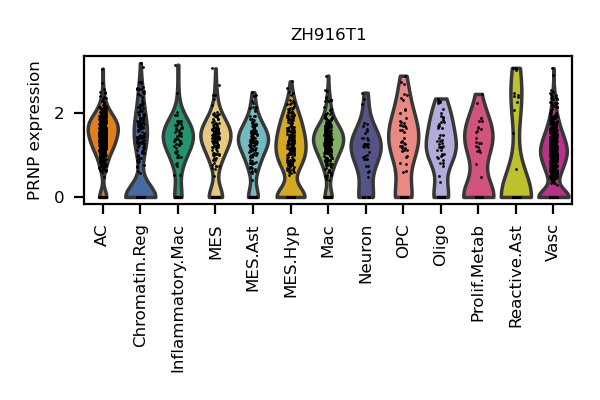 ZH916T1
PRNP expression
2
0
AC
Chromatin.Reg
Inflammatory.Mac
MES
MES.Ast
MES.Hyp
Mac
Neuron
OPC
Oligo
Prolif.Metab
Reactive.Ast
Vasc